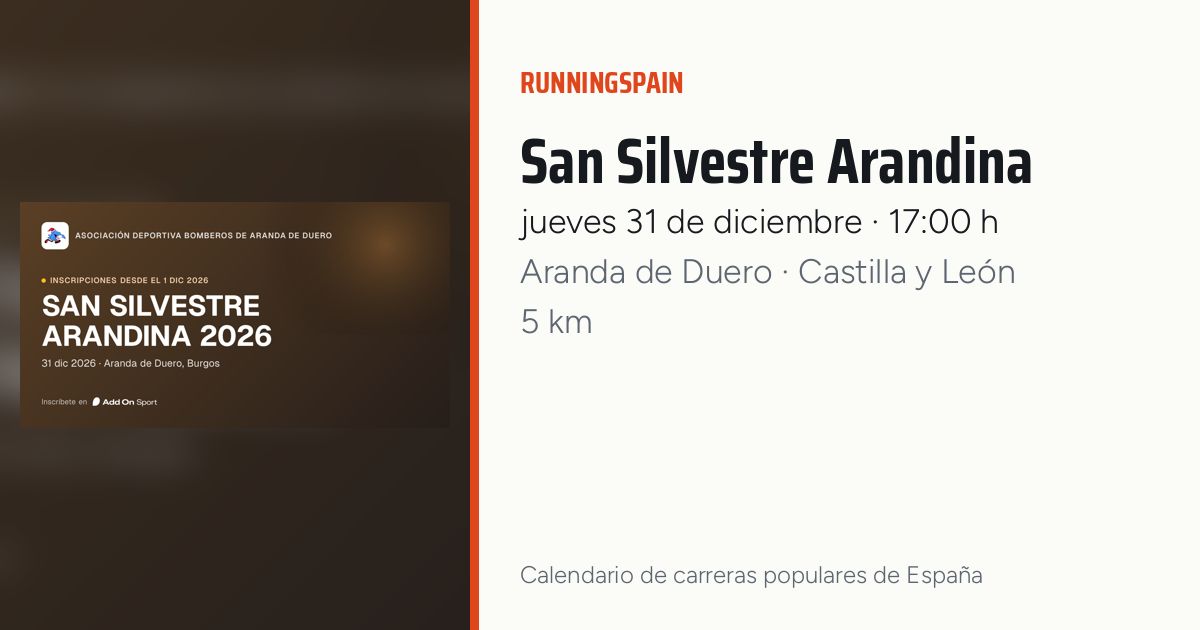 ASOCIACIÓN DEPORTIVA BOMBEROS DE ARANDA DE DUERO
INSCRIPCIONES DESDE EL 1 DIC 2026
SAN SILVESTRE
ARANDINA 2026
31 dic 2026 · Aranda de Duero, Burgos
Inscríbete en Add On Sport
RUNNINGSPAIN
San Silvestre Arandina
jueves 31 de diciembre · 17:00 h
Aranda de Duero · Castilla y León
5 km
Calendario de carreras populares de España